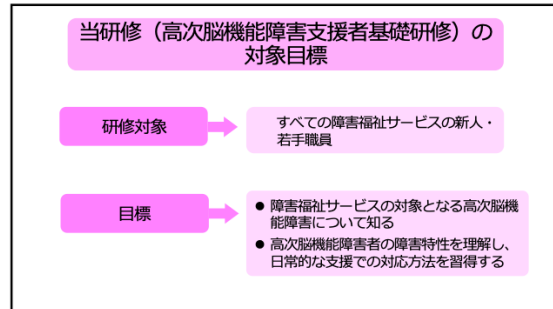 当研修（高次脳機能障害支援者基礎研修）の
対象目標
研修対象
すべての障害福祉サービスの新人・
若手職員
目標
● 障害福祉サービスの対象となる高次脳機
能障害について知る
● 高次脳機能障害者の障害特性を理解し、
日常的な支援での対応方法を習得する